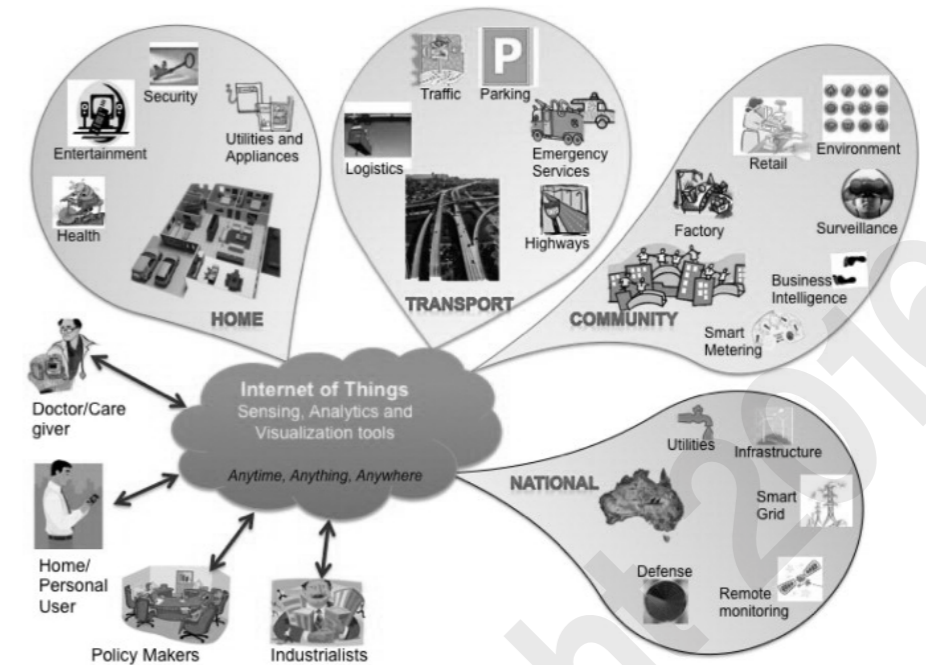 Security
Entertainment
Utilities and
Appliances
Health
HOME
Traffic
P
Parking
Logistics
Emergency
Services
Highways
TRANSPORT
Retail
Environment
Factory
Surveillance
Business
Intelligence
COMMUNITY
Smart
Metering
Internet of Things
Sensing, Analytics and
Visualization tools
Anytime, Anything, Anywhere
Doctor/Care
giver
Home/
Personal
User
Policy Makers
Industrialists
NATIONAL
Utilities
Infrastructure
Smart
Grid
Defense
Remote
monitoring
ht 2016